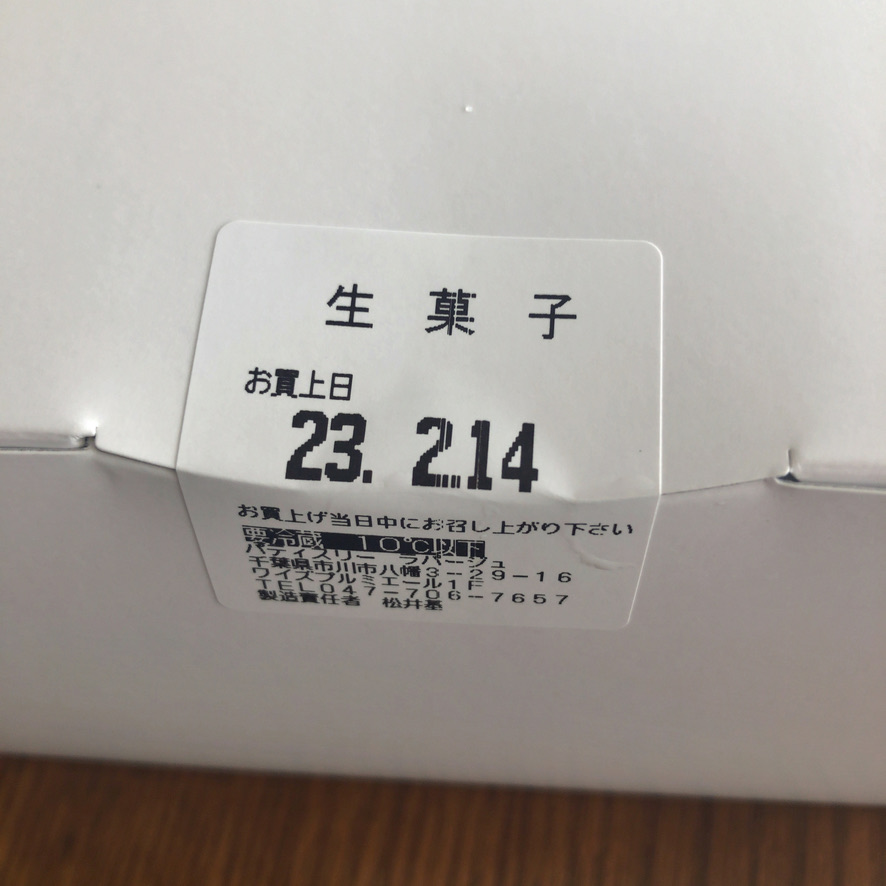 生菓子
お買上日
23. 2.14
お買上げ当日中にお召し上がり下さい
要冷蔵 10℃以下
パティスリー ラパージュ
千葉県市川市八幡3-29-16
ワイズプルミエール1F
TEL047-706-7657
製造責任者 松井基